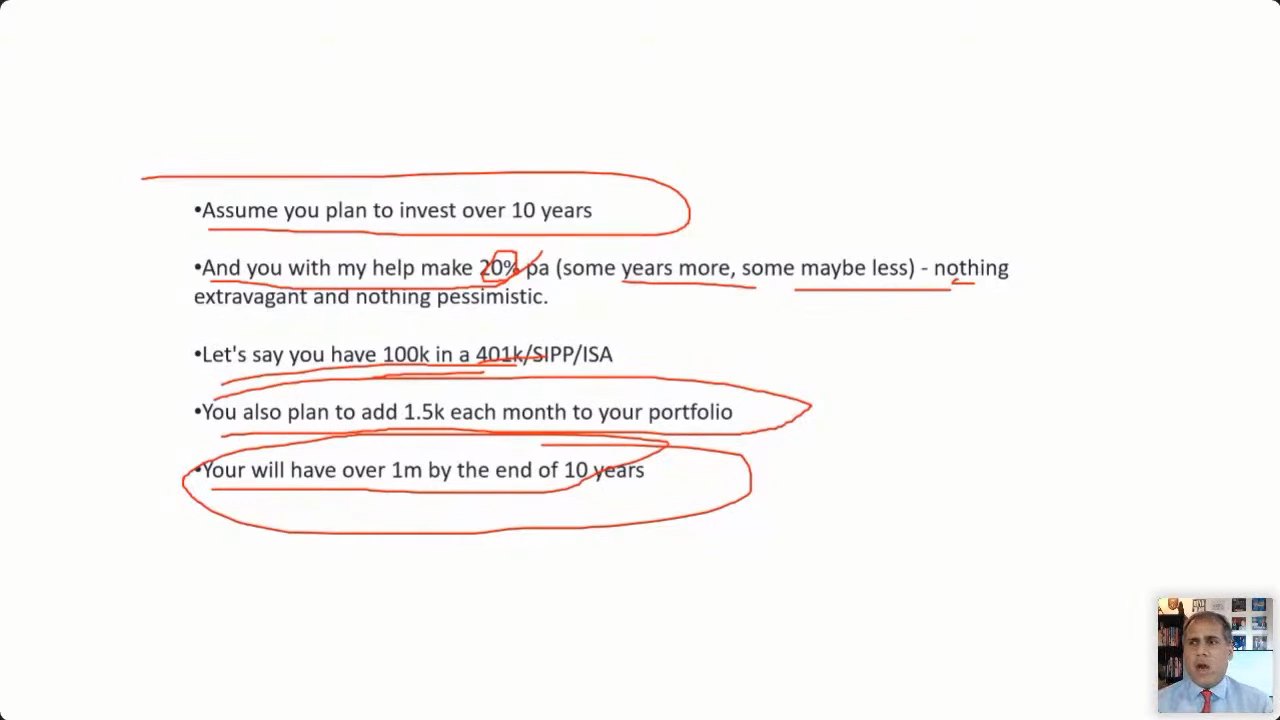 •Assume you plan to invest over 10 years
•And you with my help make 20% pa (some years more, some maybe less) - nothing
extravagant and nothing pessimistic.
•Let's say you have 100k in a 401k/SIPP/ISA
•You also plan to add 1.5k each month to your portfolio
•Your will have over 1m by the end of 10 years